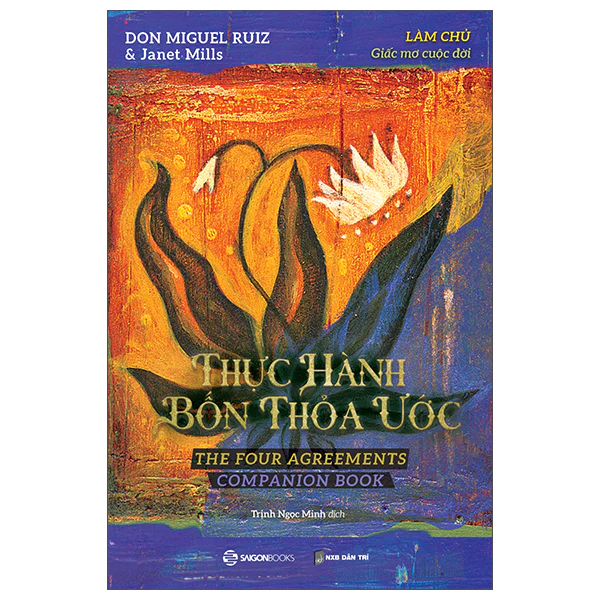 DON MIGUEL RUIZ
& Janet Mills
LÀM CHỦ
Giấc mơ cuộc đời
THỰC HÀNH
BỐN THỎA ƯỚC
THE FOUR AGREEMENTS
COMPANION BOOK
Trịnh Ngọc Minh dịch
SAIGONBOOKS
NXB DÂN TRÍ